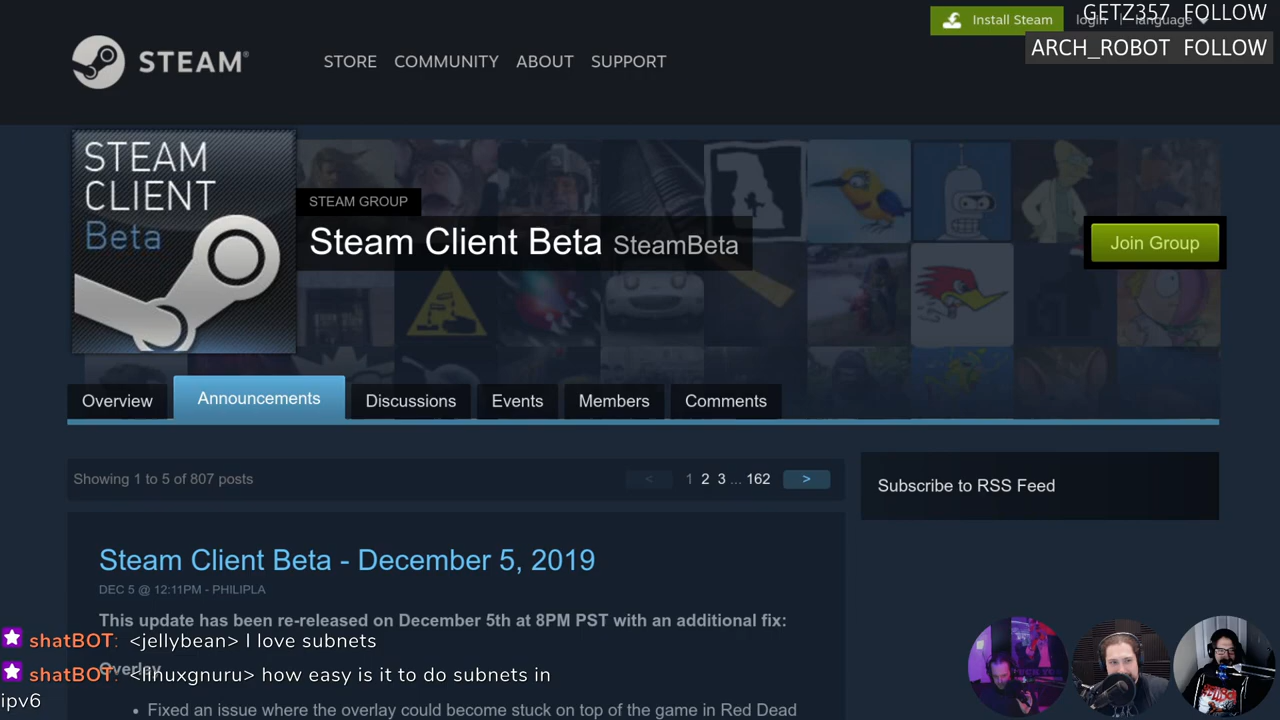 GETZ357 FOLLOW
Install Steam
login | language
ARCH_ROBOT FOLLOW
STEAM®
STORE COMMUNITY ABOUT SUPPORT
STEAM
CLIENT
Beta
STEAM GROUP
Steam Client Beta SteamBeta
Join Group
Overview Announcements Discussions Events Members Comments
Showing 1 to 5 of 807 posts
< 1 2 3 ... 162 >
Subscribe to RSS Feed
Steam Client Beta - December 5, 2019
DEC 5 @ 12:11PM - PHILIPLA
This update has been re-released on December 5th at 8PM PST with an additional fix:
shatBOT: <jellybean> I love subnets
Overlay
shatBOT: <linuxgnuru> how easy is it to do subnets in
ipv6
• Fixed an issue where the overlay could become stuck on top of the game in Red Dead